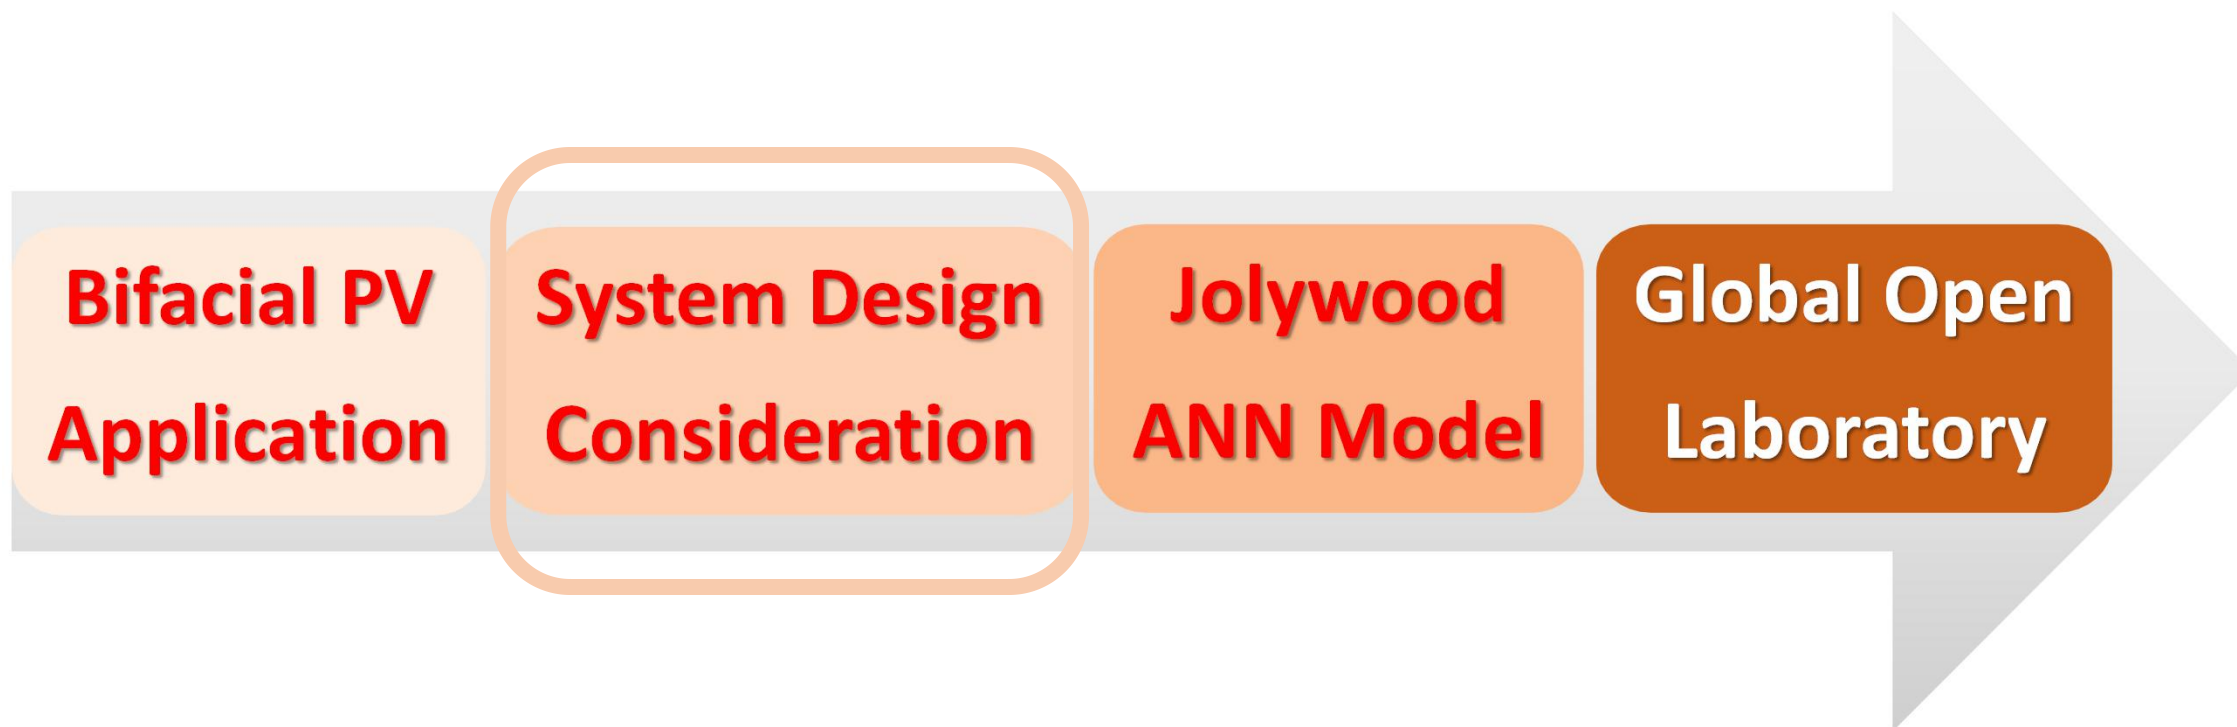 Bifacial PV
Application
System Design
Consideration
Jolywood
ANN Model
Global Open
Laboratory